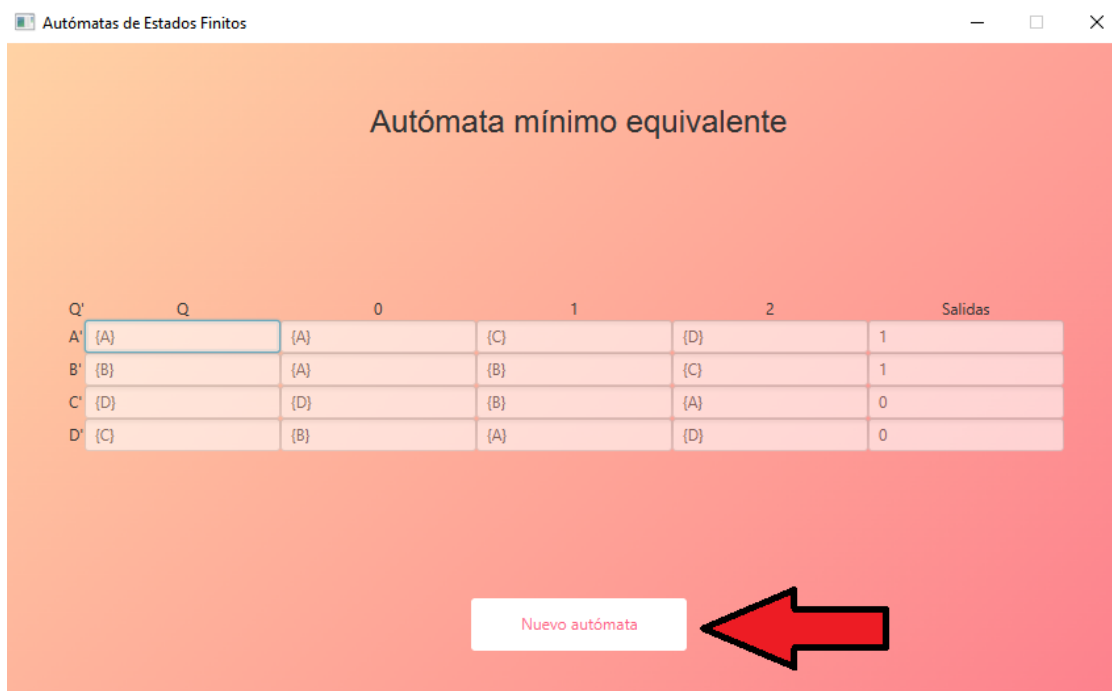 Autómatas de Estados Finitos
Autómata mínimo equivalente
Q' Q 0 1 2 Salidas
A' {A} {A} {C} {D} 1
B' {B} {A} {B} {C} 1
C' {D} {D} {B} {A} 0
D' {C} {B} {A} {D} 0
Nuevo autómata